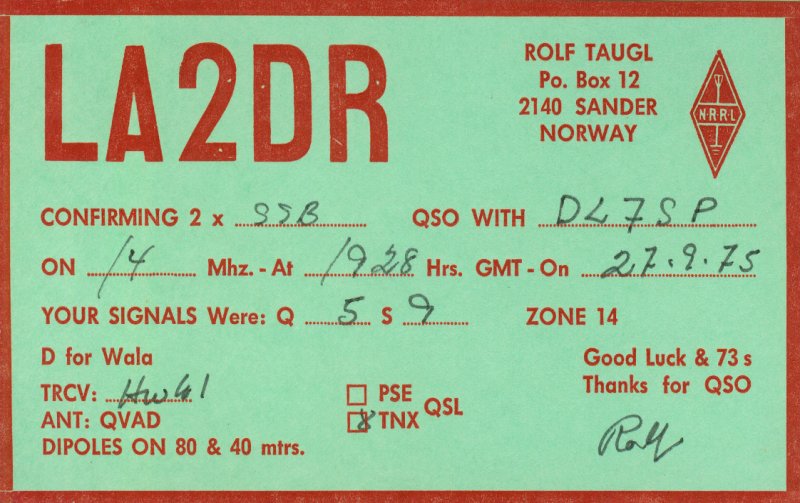 LA2DR
ROLF TAUGL
Po. Box 12
2140 SANDER
NORWAY
N·R·R·L
CONFIRMING 2 x SSB QSO WITH DL7SP
ON 14 Mhz. - At 1928 Hrs. GMT - On 27.9.75
YOUR SIGNALS Were: Q 5 S 9 ZONE 14
D for Wala
TRCV: HW61
ANT: QVAD
DIPOLES ON 80 & 40 mtrs.
PSE
TNX
QSL
Good Luck & 73 s
Thanks for QSO
Rolf